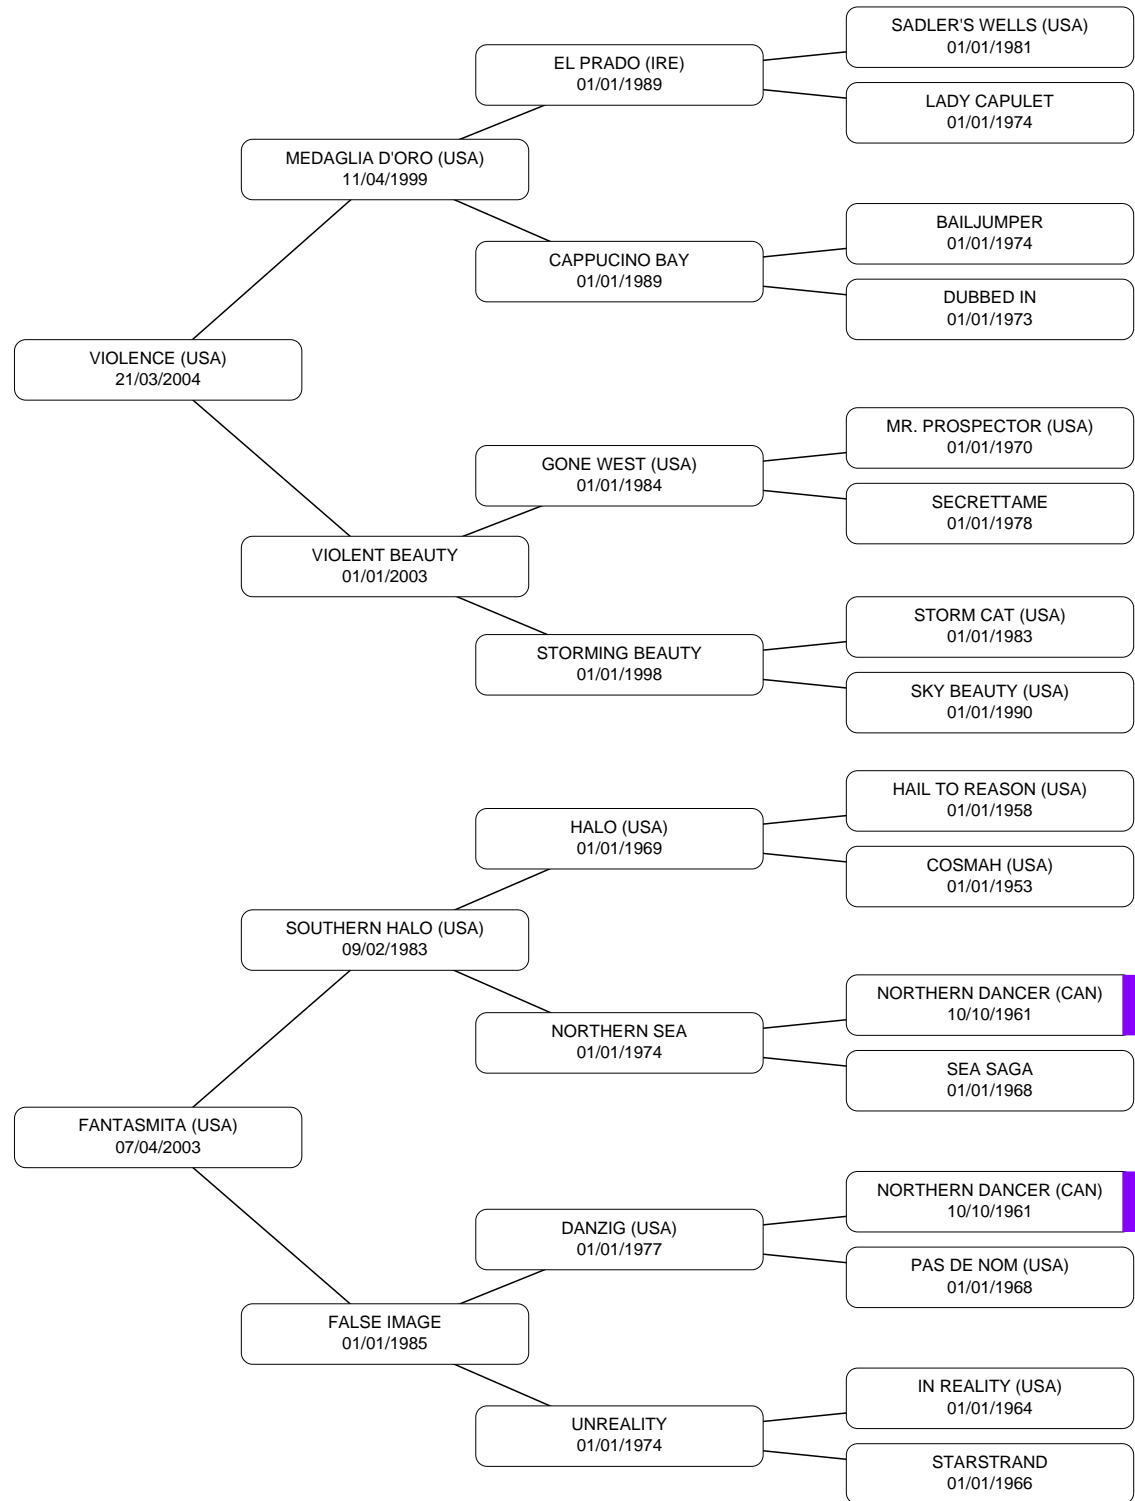 SADLER'S WELLS (USA)
01/01/1981
EL PRADO (IRE)
01/01/1989
LADY CAPULET
01/01/1974
MEDAGLIA D'ORO (USA)
11/04/1999
BAILJUMPER
01/01/1974
CAPPUCINO BAY
01/01/1989
DUBBED IN
01/01/1973
VIOLENCE (USA)
21/03/2004
MR. PROSPECTOR (USA)
01/01/1970
GONE WEST (USA)
01/01/1984
SECRETTAME
01/01/1978
VIOLENT BEAUTY
01/01/2003
STORM CAT (USA)
01/01/1983
STORMING BEAUTY
01/01/1998
SKY BEAUTY (USA)
01/01/1990
HAIL TO REASON (USA)
01/01/1958
HALO (USA)
01/01/1969
COSMAH (USA)
01/01/1953
SOUTHERN HALO (USA)
09/02/1983
NORTHERN DANCER (CAN)
10/10/1961
NORTHERN SEA
01/01/1974
SEA SAGA
01/01/1968
FANTASMITA (USA)
07/04/2003
NORTHERN DANCER (CAN)
10/10/1961
DANZIG (USA)
01/01/1977
PAS DE NOM (USA)
01/01/1968
FALSE IMAGE
01/01/1985
IN REALITY (USA)
01/01/1964
UNREALITY
01/01/1974
STARSTRAND
01/01/1966